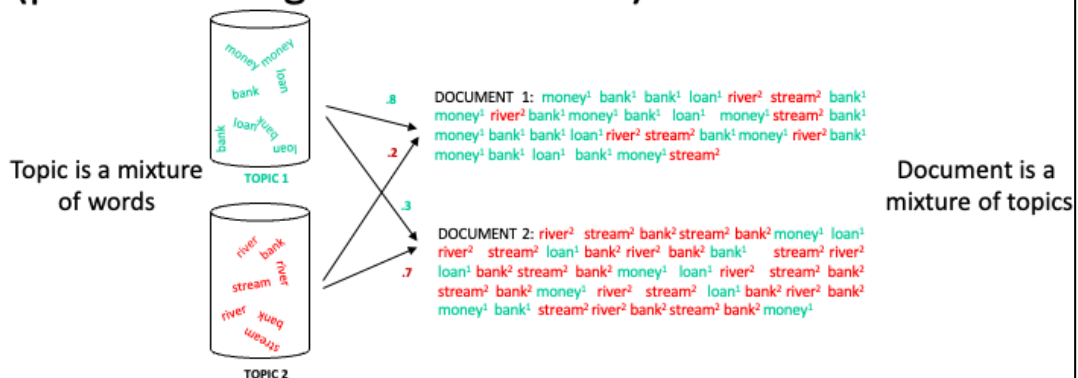 money money
loan
bank
loan bank
bank
loan
TOPIC 1
Topic is a mixture
of words
river bank
river
stream
river bank
stream
TOPIC 2
.8
.2
.3
.7
DOCUMENT 1: money¹ bank¹ bank¹ loan¹ river² stream² bank¹
money¹ river² bank¹ money¹ bank¹ loan¹ money¹ stream² bank¹
money¹ bank¹ bank¹ loan¹ river² stream² bank¹ money¹ river² bank¹
money¹ bank¹ loan¹ bank¹ money¹ stream²
DOCUMENT 2: river² stream² bank² stream² bank² money¹ loan¹
river² stream² loan¹ bank² river² bank² bank¹ stream² river²
loan¹ bank² stream² bank² money¹ loan¹ river² stream² bank²
stream² bank² money¹ river² stream² loan¹ bank² river² bank²
money¹ bank¹ stream² river² bank² stream² bank² money¹
Document is a
mixture of topics